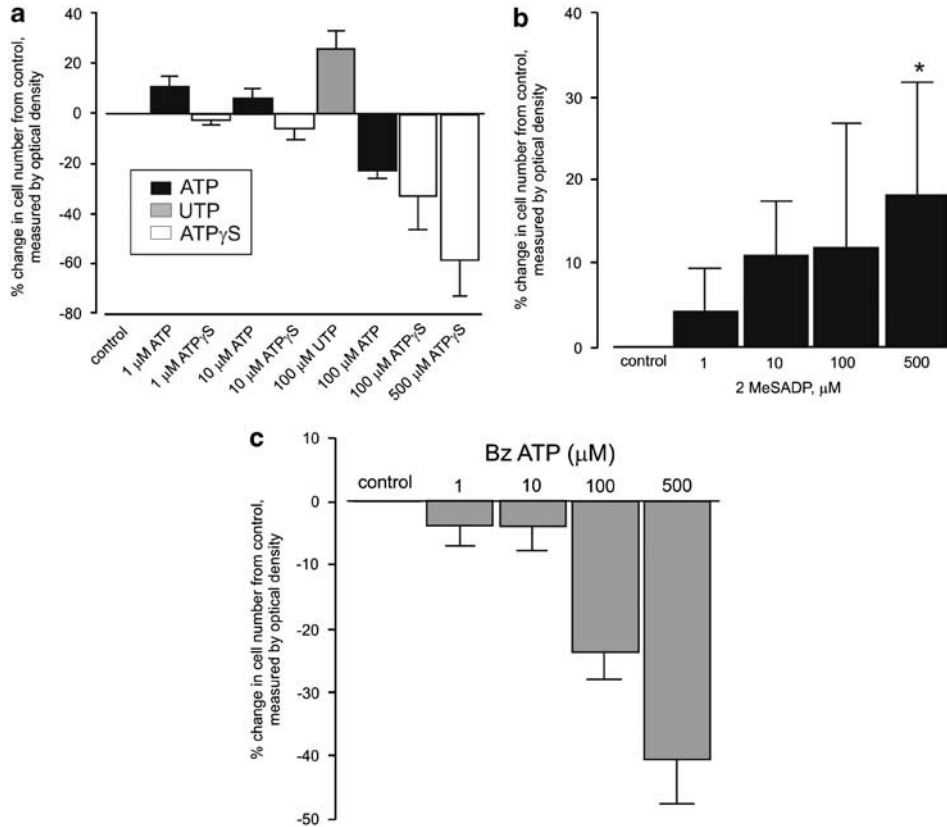 a
% change in cell number from control,
measured by optical density
40
20
0
-20
-40
-60
-80
ATP
UTP
ATPγS
control
1 μM ATP
1 μM ATPγS
10 μM ATP
10 μM ATPγS
100 μM UTP
100 μM ATP
100 μM ATPγS
500 μM ATPγS
b
% change in cell number from control,
measured by optical density
40
30
20
10
0
*
control 1 10 100 500
2 MeSADP, μM
c
% change in cell number from control,
measured by optical density
10
0
-10
-20
-30
-40
-50
Bz ATP (μM)
control 1 10 100 500